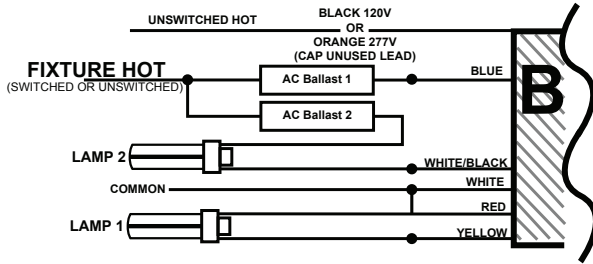 UNSWITCHED HOT
BLACK 120V
OR
ORANGE 277V
(CAP UNUSED LEAD)
FIXTURE HOT
(SWITCHED OR UNSWITCHED)
AC Ballast 1
BLUE
B
AC Ballast 2
LAMP 2
WHITE/BLACK
COMMON
WHITE
RED
LAMP 1
YELLOW